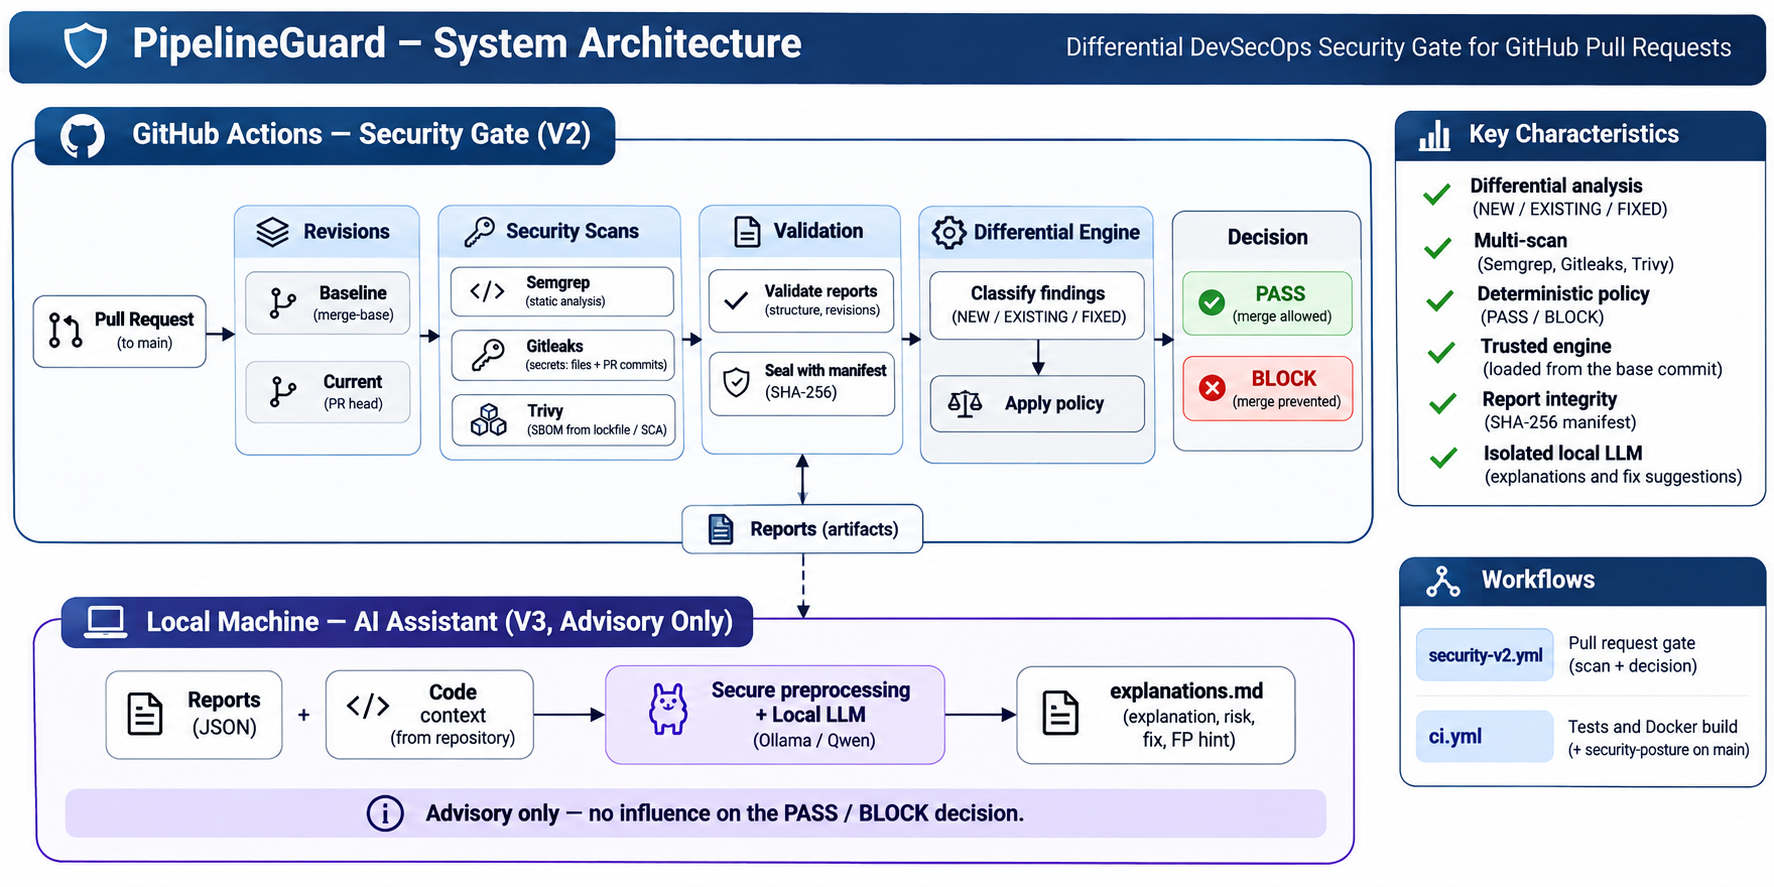 PipelineGuard – System Architecture
Differential DevSecOps Security Gate for GitHub Pull Requests
GitHub Actions — Security Gate (V2)
Pull Request
(to main)
Revisions
Baseline
(merge-base)
Current
(PR head)
Security Scans
Semgrep
(static analysis)
Gitleaks
(secrets: files + PR commits)
Trivy
(SBOM from lockfile / SCA)
Validation
Validate reports
(structure, revisions)
Seal with manifest
(SHA-256)
Differential Engine
Classify findings
(NEW / EXISTING / FIXED)
Apply policy
Decision
PASS
(merge allowed)
BLOCK
(merge prevented)
Reports (artifacts)
Key Characteristics
Differential analysis
(NEW / EXISTING / FIXED)
Multi-scan
(Semgrep, Gitleaks, Trivy)
Deterministic policy
(PASS / BLOCK)
Trusted engine
(loaded from the base commit)
Report integrity
(SHA-256 manifest)
Isolated local LLM
(explanations and fix suggestions)
Workflows
security-v2.yml
Pull request gate
(scan + decision)
ci.yml
Tests and Docker build
(+ security-posture on main)
Local Machine — AI Assistant (V3, Advisory Only)
Reports
(JSON)
+
Code
context
(from repository)
Secure preprocessing
+ Local LLM
(Ollama / Qwen)
explanations.md
(explanation, risk,
fix, FP hint)
Advisory only — no influence on the PASS / BLOCK decision.